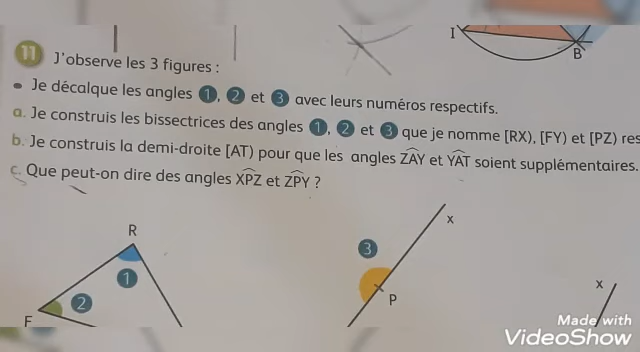 I
B
11 J'observe les 3 figures :
• Je décalque les angles 1, 2 et 3 avec leurs numéros respectifs.
a. Je construis les bissectrices des angles 1, 2 et 3 que je nomme [RX), [FY) et [PZ) res
b. Je construis la demi-droite [AT) pour que les angles ZAY et YAT soient supplémentaires.
c. Que peut-on dire des angles XPZ et ZPY ?
R
1
2
F
3
x
P
x
Made with
VideoShow